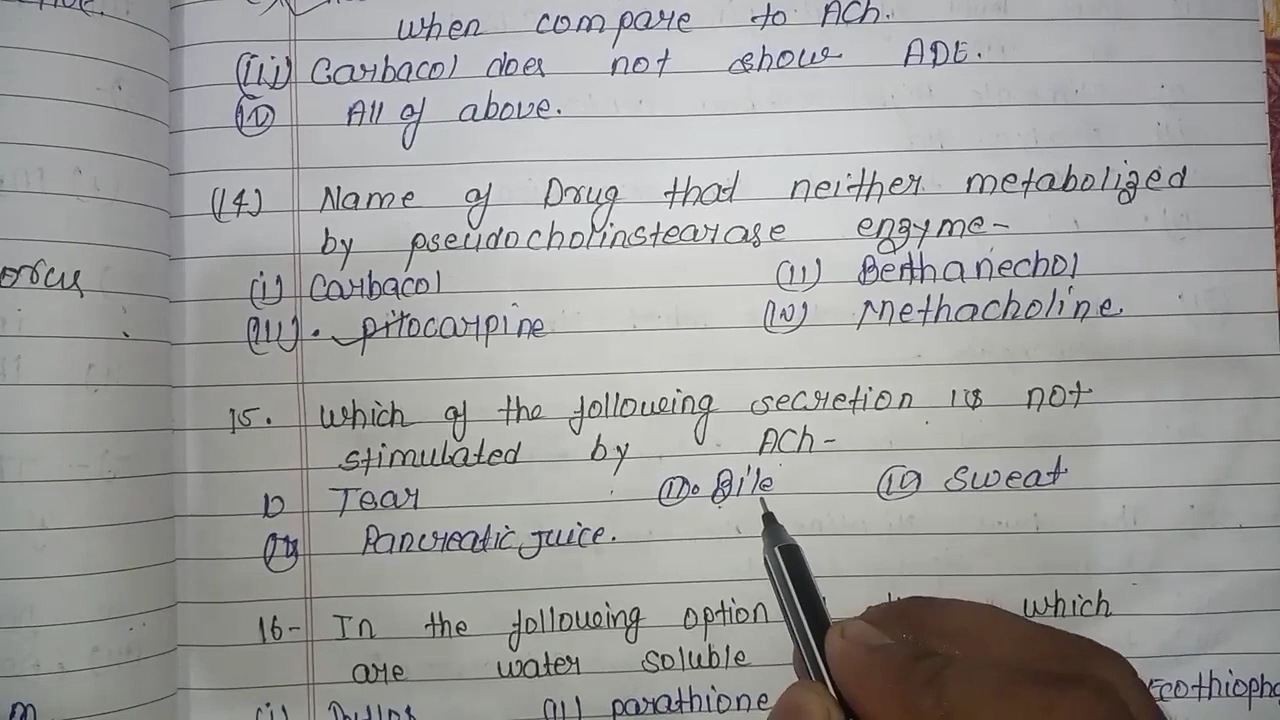 when compare to ACh.
(iii) Carbacol does not show ADE.
(iv) All of above.
(14) Name of Drug that neither metabolized
by pseudocholinstearase enzyme-
(i) Carbacol (ii) Bethanechol
(iii). pilocarpine (iv) Methacholine.
15. Which of the following secretion is not
stimulated by ACh-
i) Tear (ii). Bile (iii) Sweat
(iv) Pancreatic Juice.
16- In the following option which
are water soluble
(ii) parathione